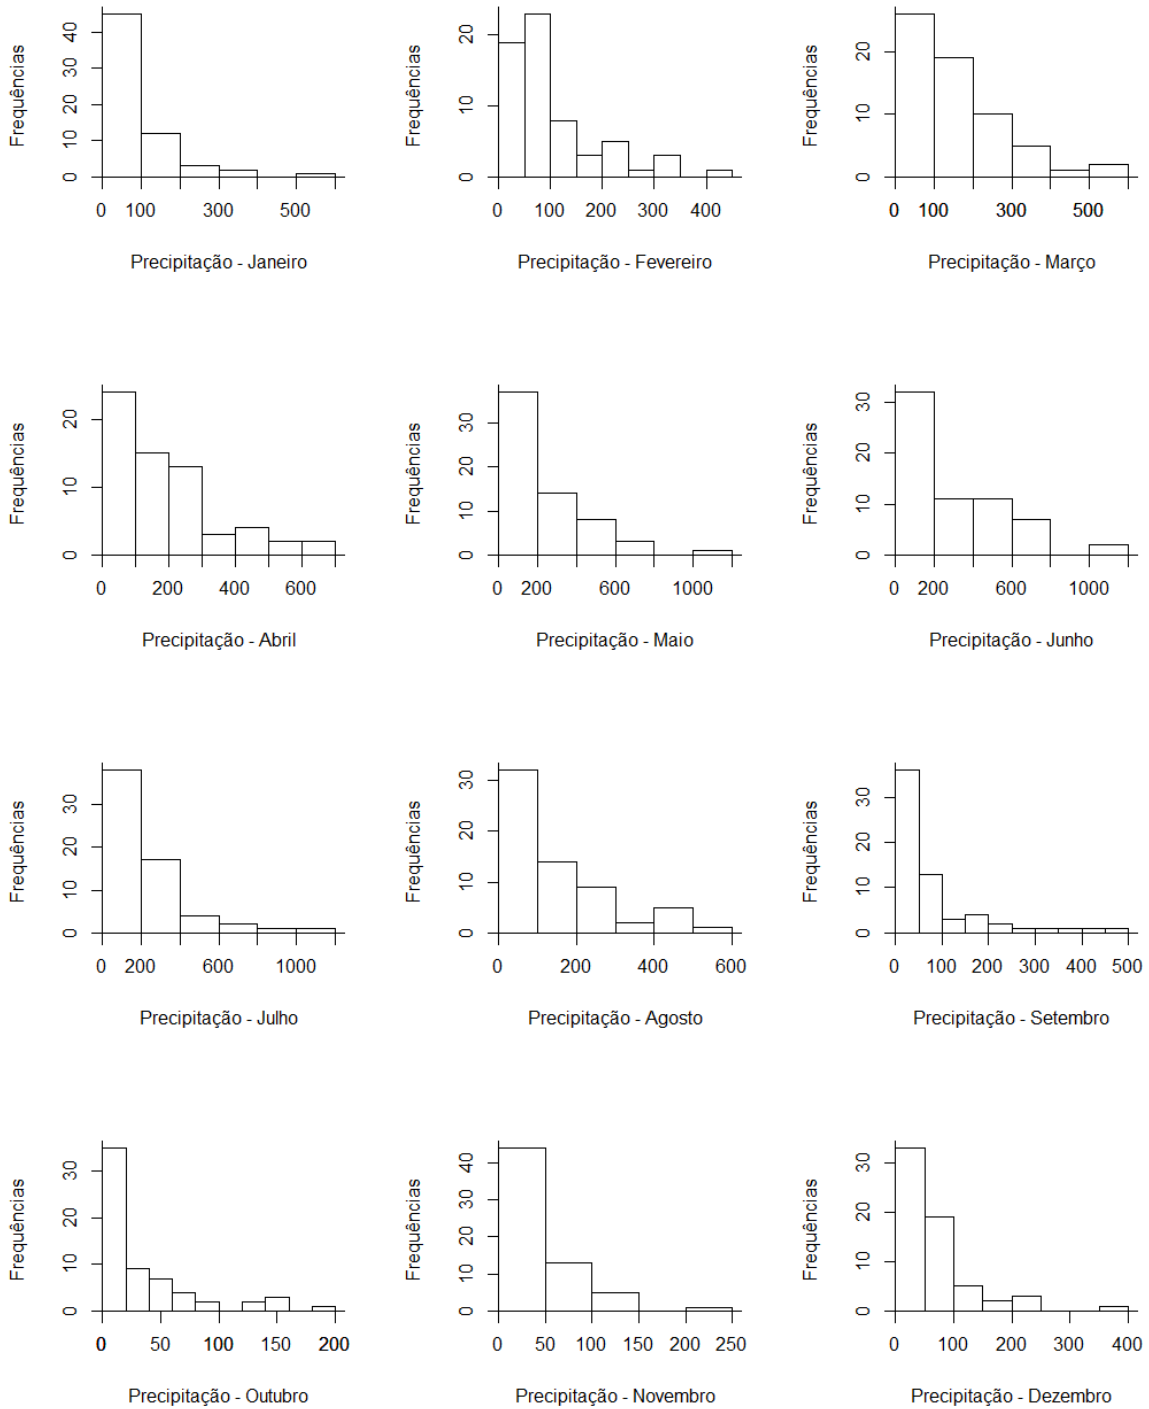 Frequências
0 10 20 30 40
0 100 300 500
Precipitação - Janeiro
Frequências
0 10 20
0 100 200 300 400
Precipitação - Fevereiro
Frequências
0 10 20
0 100 300 500
Precipitação - Março
Frequências
0 10 20
0 200 400 600
Precipitação - Abril
Frequências
0 10 20 30
0 200 600 1000
Precipitação - Maio
Frequências
0 10 20 30
0 200 600 1000
Precipitação - Junho
Frequências
0 10 20 30
0 200 600 1000
Precipitação - Julho
Frequências
0 10 20 30
0 200 400 600
Precipitação - Agosto
Frequências
0 10 20 30
0 100 200 300 400 500
Precipitação - Setembro
Frequências
0 10 20 30
0 50 100 150 200
Precipitação - Outubro
Frequências
0 10 20 30 40
0 50 100 150 200 250
Precipitação - Novembro
Frequências
0 10 20 30
0 100 200 300 400
Precipitação - Dezembro